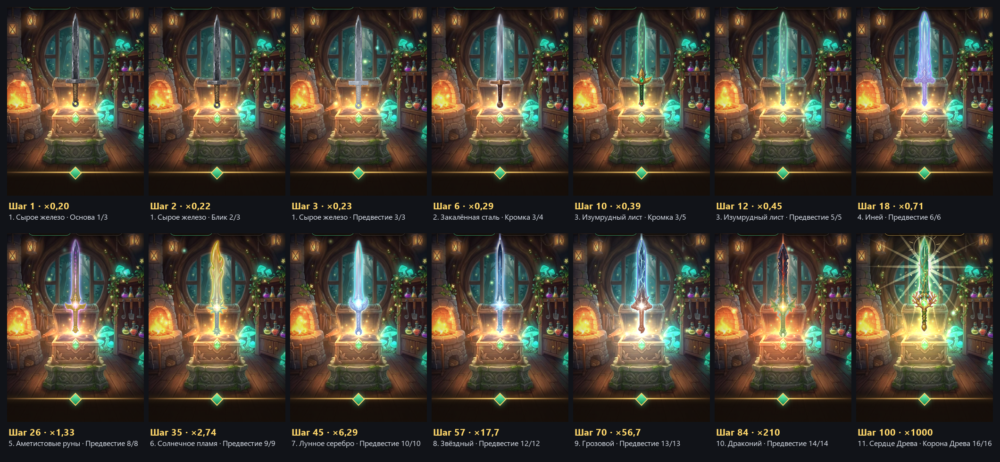 Шаг 1 · ×0,20
1. Сырое железо · Основа 1/3
Шаг 2 · ×0,22
1. Сырое железо · Блик 2/3
Шаг 3 · ×0,23
1. Сырое железо · Предвестие 3/3
Шаг 6 · ×0,29
2. Закалённая сталь · Кромка 3/4
Шаг 10 · ×0,39
3. Изумрудный лист · Кромка 3/5
Шаг 12 · ×0,45
3. Изумрудный лист · Предвестие 5/5
Шаг 18 · ×0,71
4. Иней · Предвестие 6/6
Шаг 26 · ×1,33
5. Аметистовые руны · Предвестие 8/8
Шаг 35 · ×2,74
6. Солнечное пламя · Предвестие 9/9
Шаг 45 · ×6,29
7. Лунное серебро · Предвестие 10/10
Шаг 57 · ×17,7
8. Звёздный · Предвестие 12/12
Шаг 70 · ×56,7
9. Грозовой · Предвестие 13/13
Шаг 84 · ×210
10. Драконий · Предвестие 14/14
Шаг 100 · ×1000
11. Сердце Древа · Корона Древа 16/16